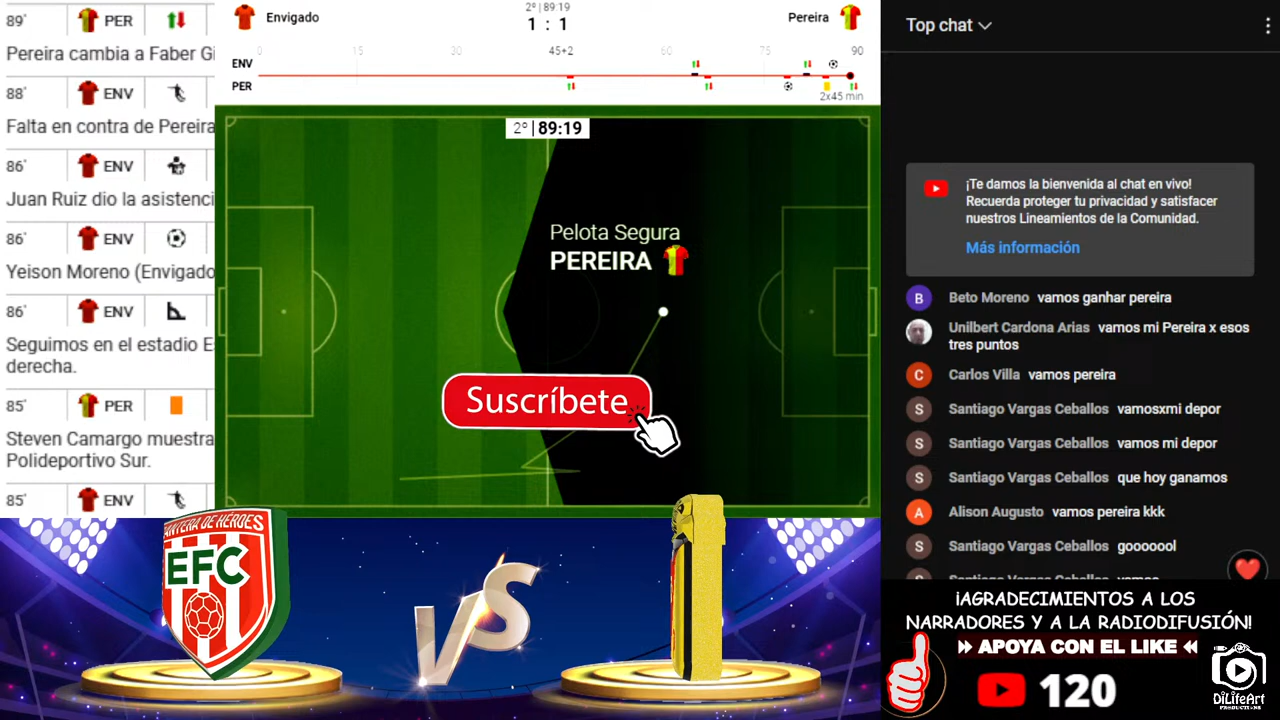 89' PER
Pereira cambia a Faber Gi
88' ENV
Falta en contra de Pereira
86' ENV
Juan Ruiz dio la asistenci
86' ENV
Yeison Moreno (Envigado
86' ENV
Seguimos en el estadio E
derecha.
85' PER
Steven Camargo muestra
Polideportivo Sur.
85' ENV
Envigado
2º | 89:19
1 : 1
Pereira
0 15 30 45+2 60 75 90
ENV
PER
2x45 min
2º | 89:19
Pelota Segura
PEREIRA
Suscríbete
CANTERA DE HÉROES
EFC
VS
Top chat
¡Te damos la bienvenida al chat en vivo!
Recuerda proteger tu privacidad y satisfacer
nuestros Lineamientos de la Comunidad.
Más información
B Beto Moreno vamos ganhar pereira
Unilbert Cardona Arias vamos mi Pereira x esos
tres puntos
C Carlos Villa vamos pereira
S Santiago Vargas Ceballos vamosxmi depor
S Santiago Vargas Ceballos vamos mi depor
S Santiago Vargas Ceballos que hoy ganamos
A Alison Augusto vamos pereira kkk
S Santiago Vargas Ceballos gooooool
S Santiago Vargas Ceballos vamos
¡AGRADECIMIENTOS A LOS
NARRADORES Y A LA RADIODIFUSIÓN!
APOYA CON EL LIKE
120
DiLifeArt
PRODUCTIONS